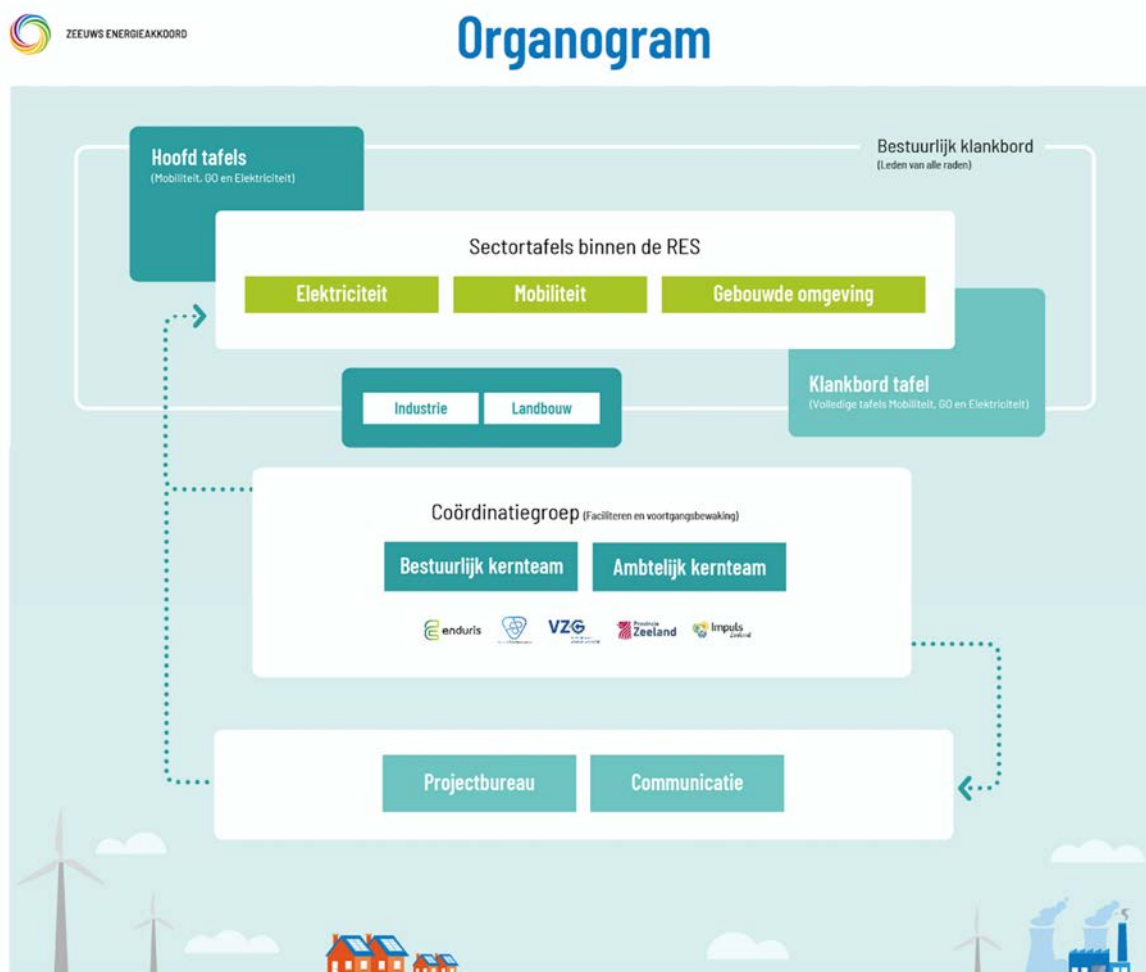 ZEEUWS ENERGIEAKKOORD
Organogram
Hoofd tafels
(Mobiliteit, GO en Elektriciteit)
Bestuurlijk klankbord
(Leden van alle raden)
Sectortafels binnen de RES
Elektriciteit
Mobiliteit
Gebouwde omgeving
Klankbord tafel
(Volledige tafels Mobiliteit, GO en Elektriciteit)
Industrie
Landbouw
Coördinatiegroep (Faciliteren en voortgangsbewaking)
Bestuurlijk kernteam
Ambtelijk kernteam
enduris
VZG
Provincie
Zeeland
Impuls
Zeeland
Projectbureau
Communicatie